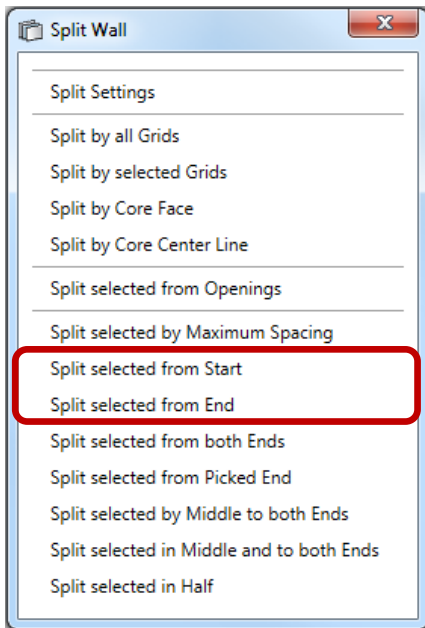 Split Wall
Split Settings
Split by all Grids
Split by selected Grids
Split by Core Face
Split by Core Center Line
Split selected from Openings
Split selected by Maximum Spacing
Split selected from Start
Split selected from End
Split selected from both Ends
Split selected from Picked End
Split selected by Middle to both Ends
Split selected in Middle and to both Ends
Split selected in Half